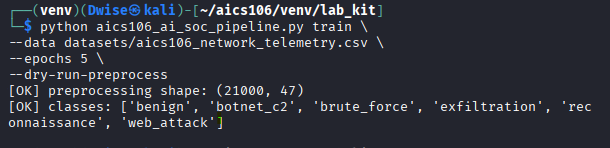 ┌──(venv)(Dwise㉿kali)-[~/aics106/venv/lab_kit]
└─$ python aics106_ai_soc_pipeline.py train \
--data datasets/aics106_network_telemetry.csv \
--epochs 5 \
--dry-run-preprocess
[OK] preprocessing shape: (21000, 47)
[OK] classes: ['benign', 'botnet_c2', 'brute_force', 'exfiltration', 'rec
onnaissance', 'web_attack']